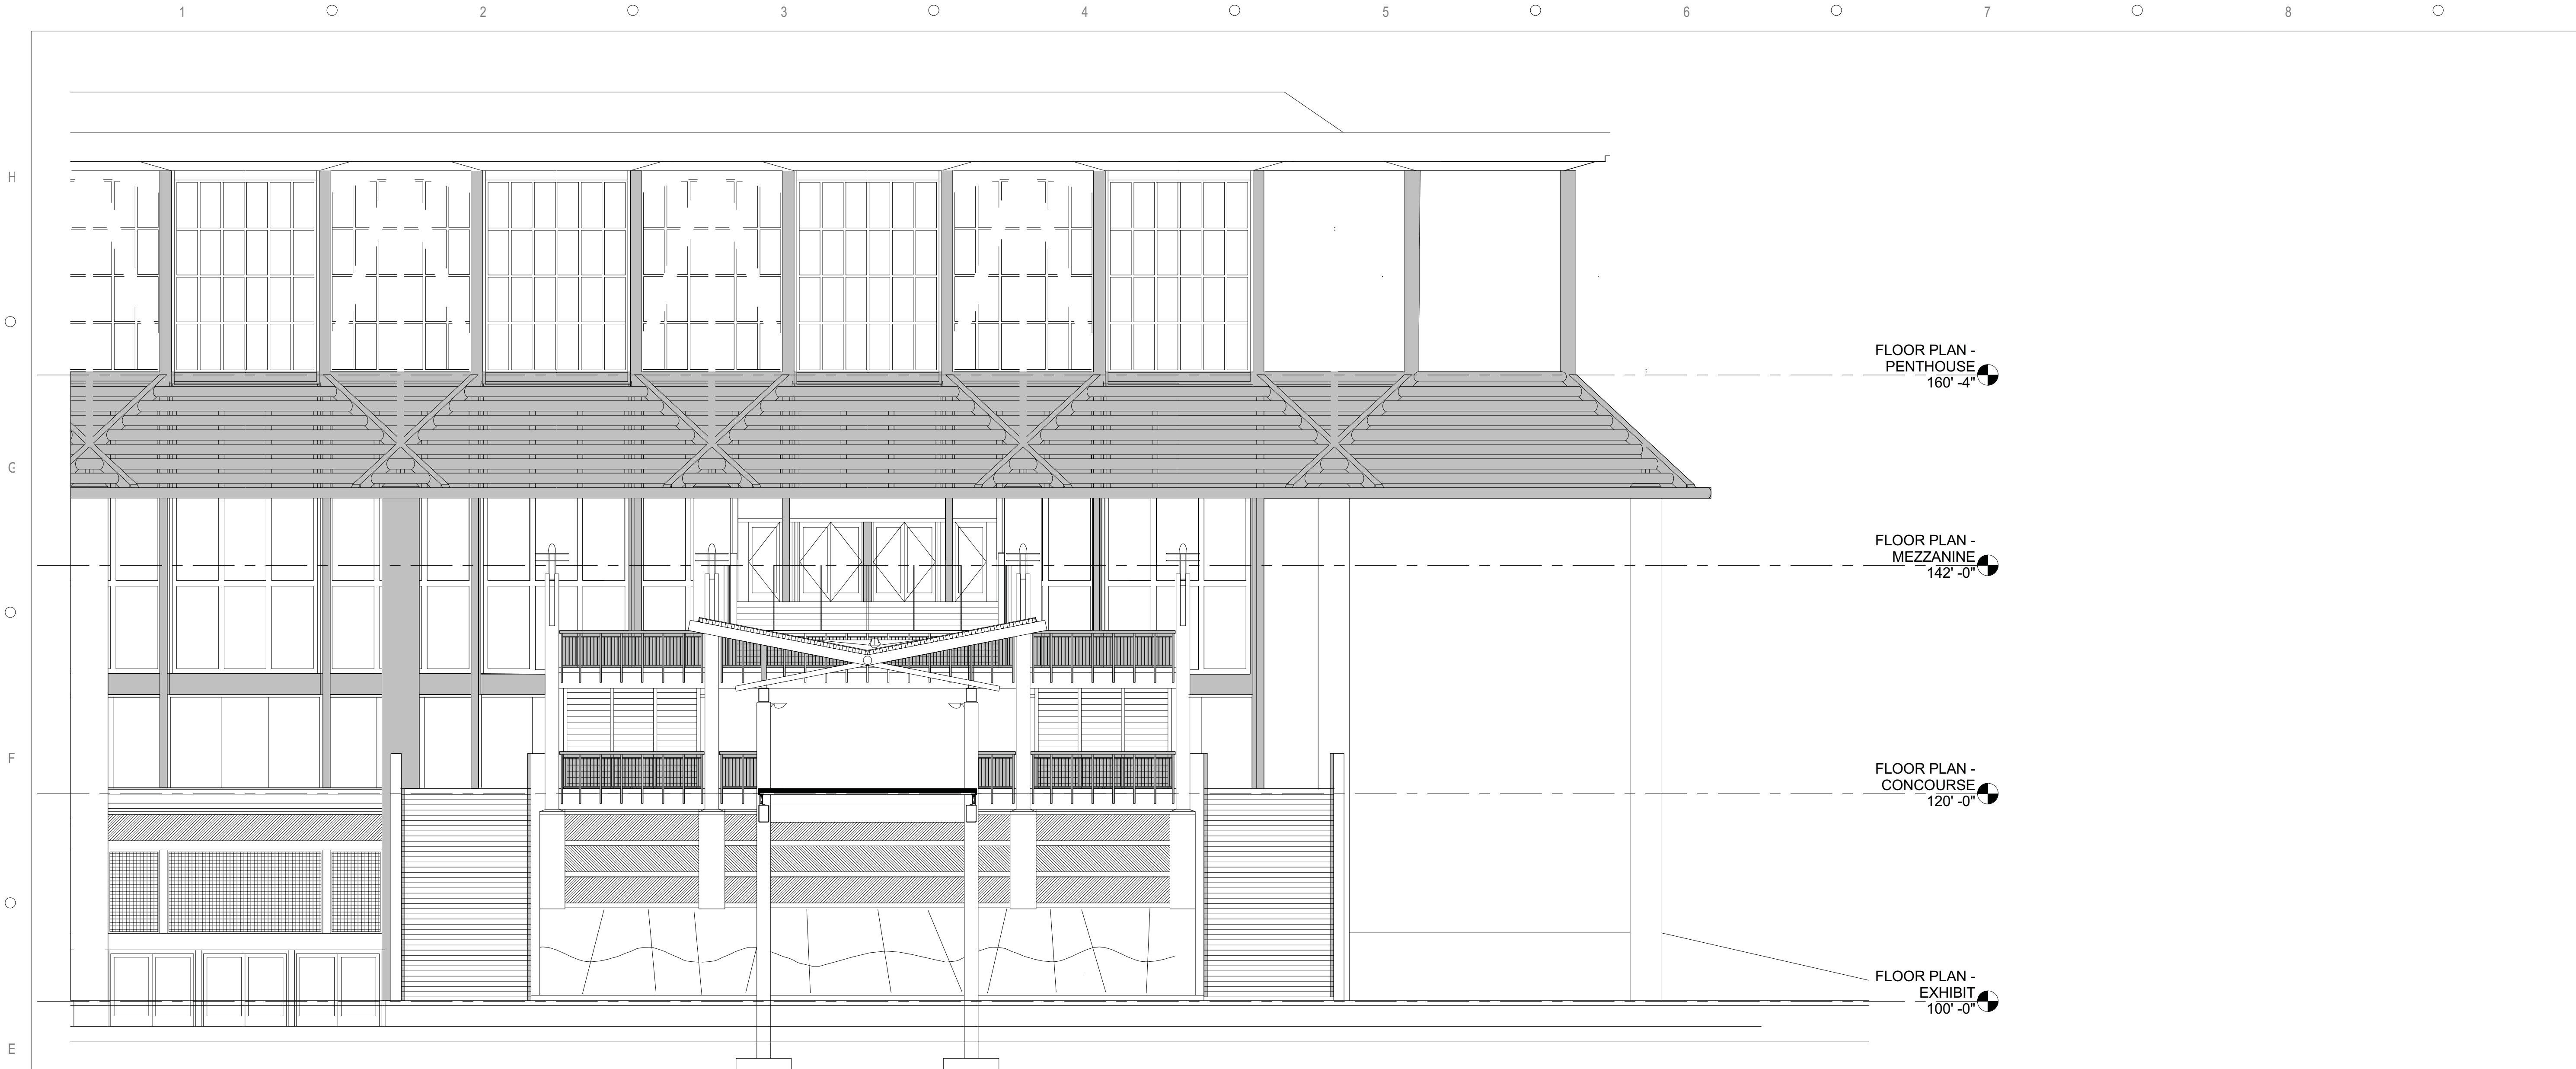 1 2 3 4 5 6 7 8
H
FLOOR PLAN -
PENTHOUSE
160' -4"
G
FLOOR PLAN -
MEZZANINE
142' -0"
F
FLOOR PLAN -
CONCOURSE
120' -0"
FLOOR PLAN -
EXHIBIT
100' -0"
E